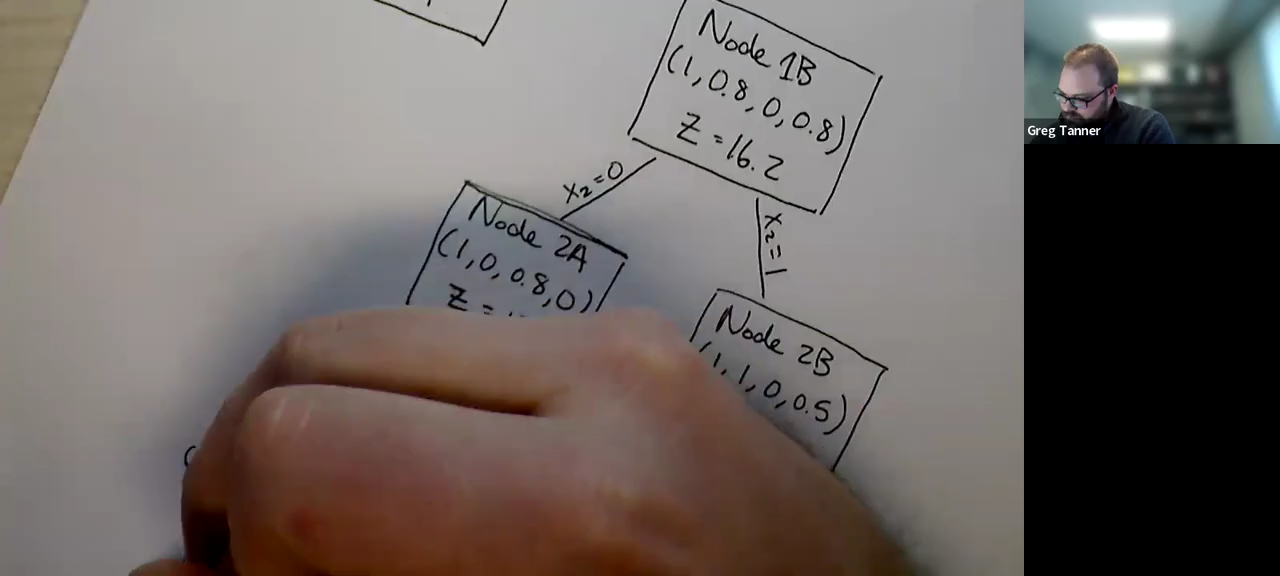 Node 1B
(1, 0.8, 0, 0.8)
Z = 16.2
x₂=0
x₂=1
Node 2A
(1, 0, 0.8, 0)
Z =
Node 2B
(1, 1, 0, 0.5)
Greg Tanner